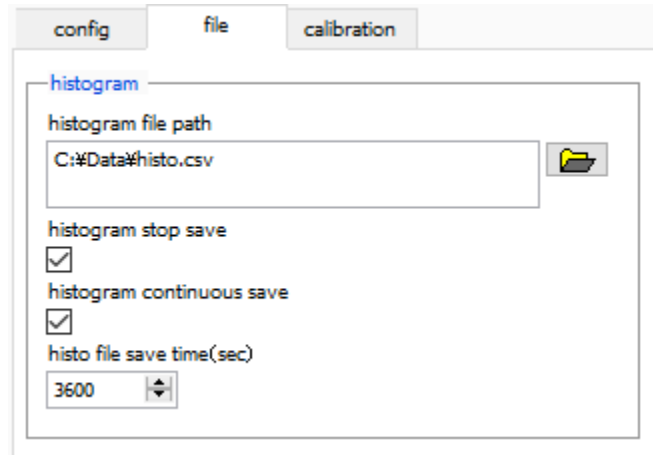 config file calibration
histogram
histogram file path
C:¥Data¥histo.csv
histogram stop save
histogram continuous save
histo file save time(sec)
3600